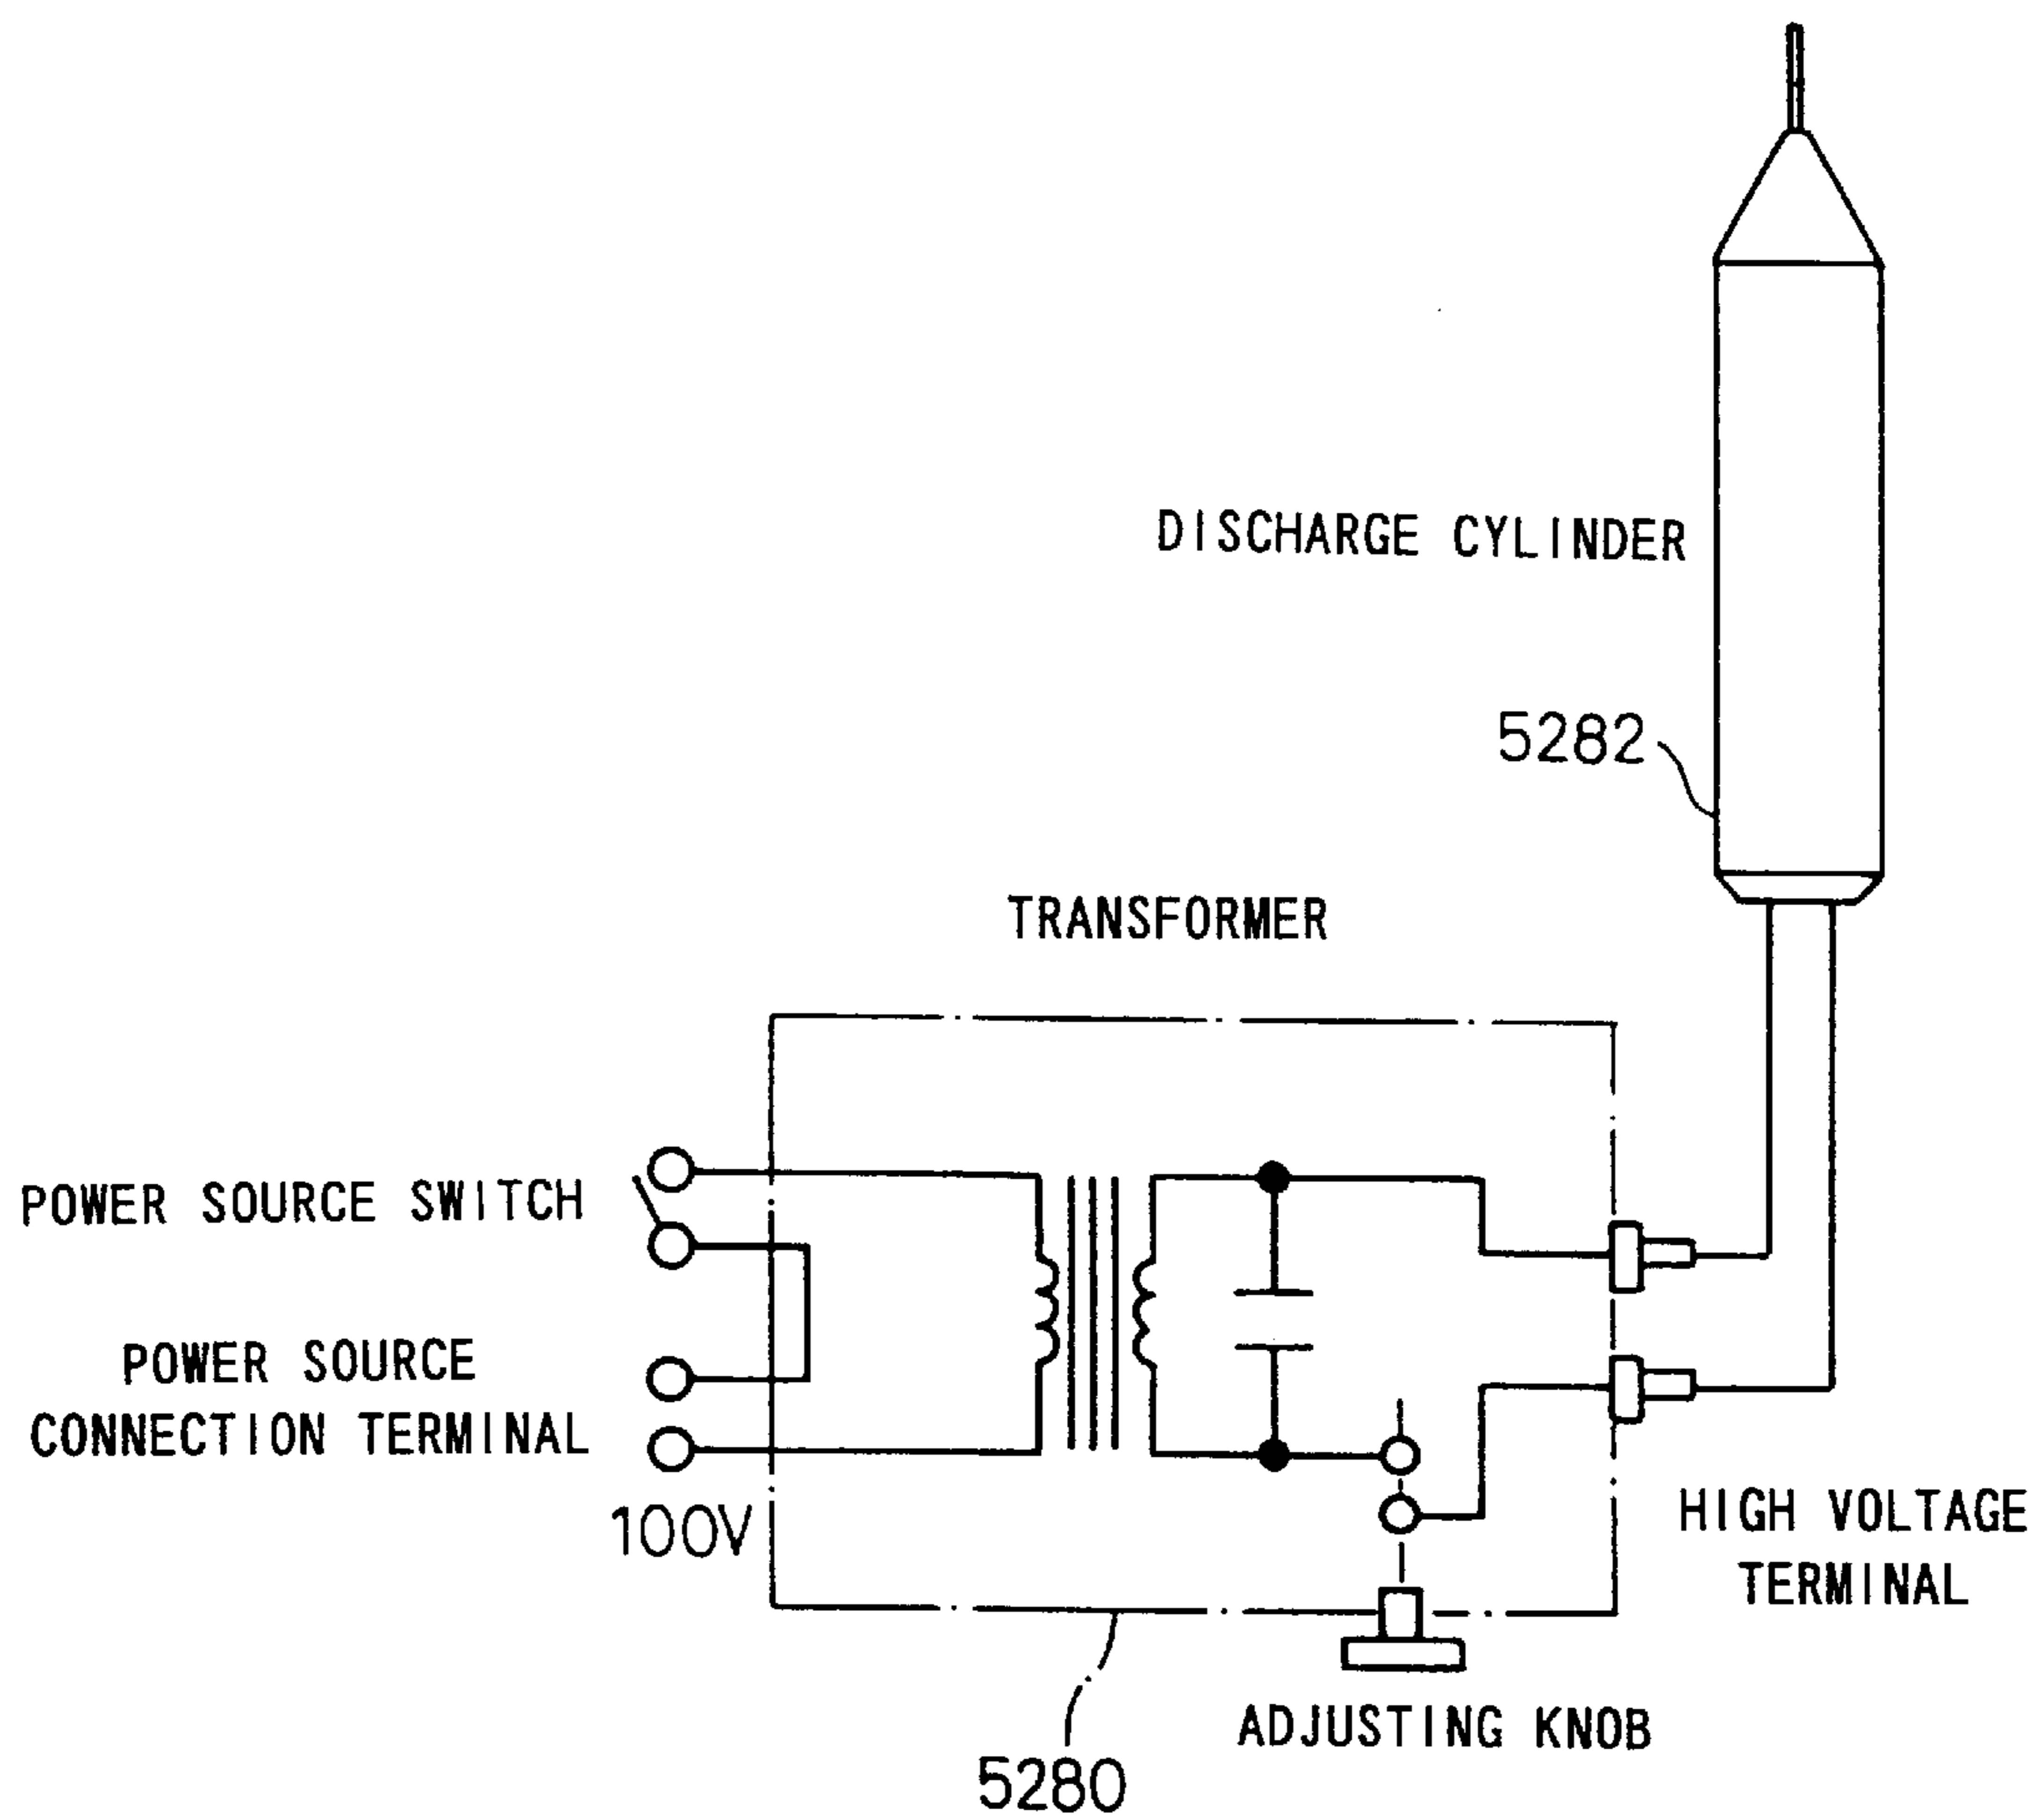 DISCHARGE CYLINDER
5282
TRANSFORMER
POWER SOURCE SWITCH
POWER SOURCE
CONNECTION TERMINAL
100V
HIGH VOLTAGE
TERMINAL
ADJUSTING KNOB
5280